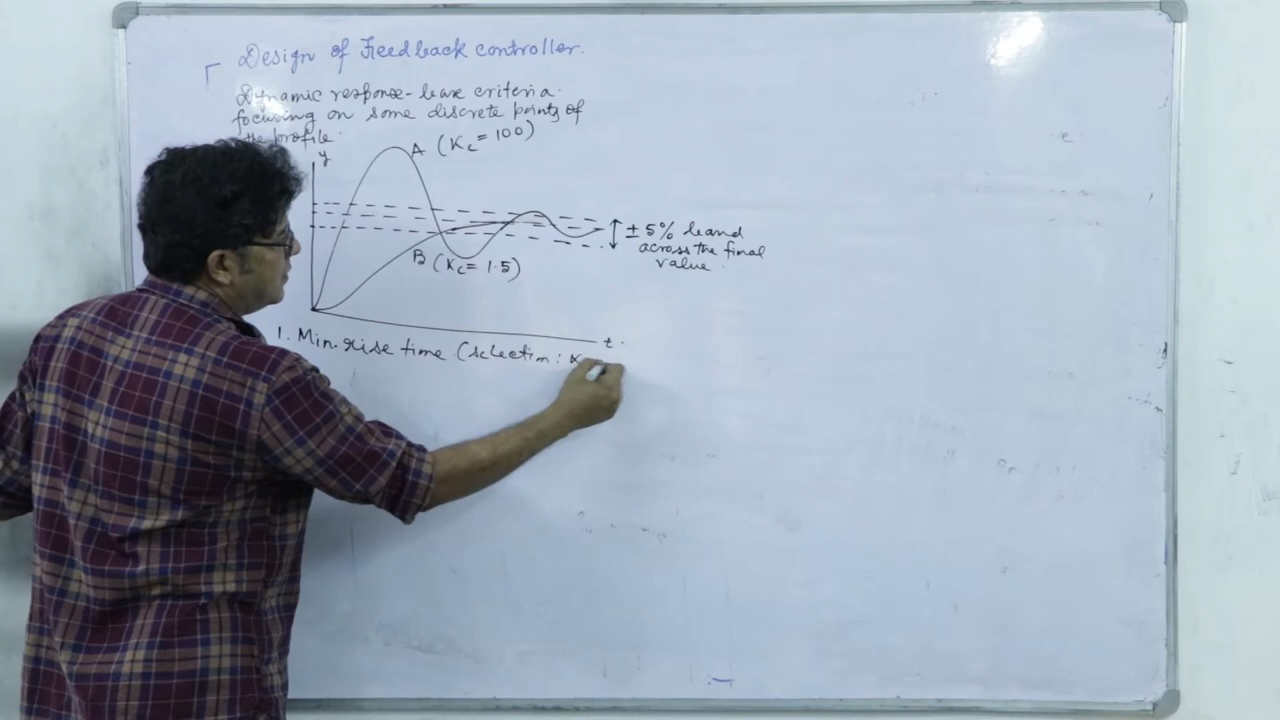 Design of Feedback controller.
Dynamic response-base criteria.
focusing on some discrete points of
the profile.
y
A (Kc = 100)
± 5% band
across the final
value.
B (Kc = 1.5)
t.
1. Min. rise time (selection: K